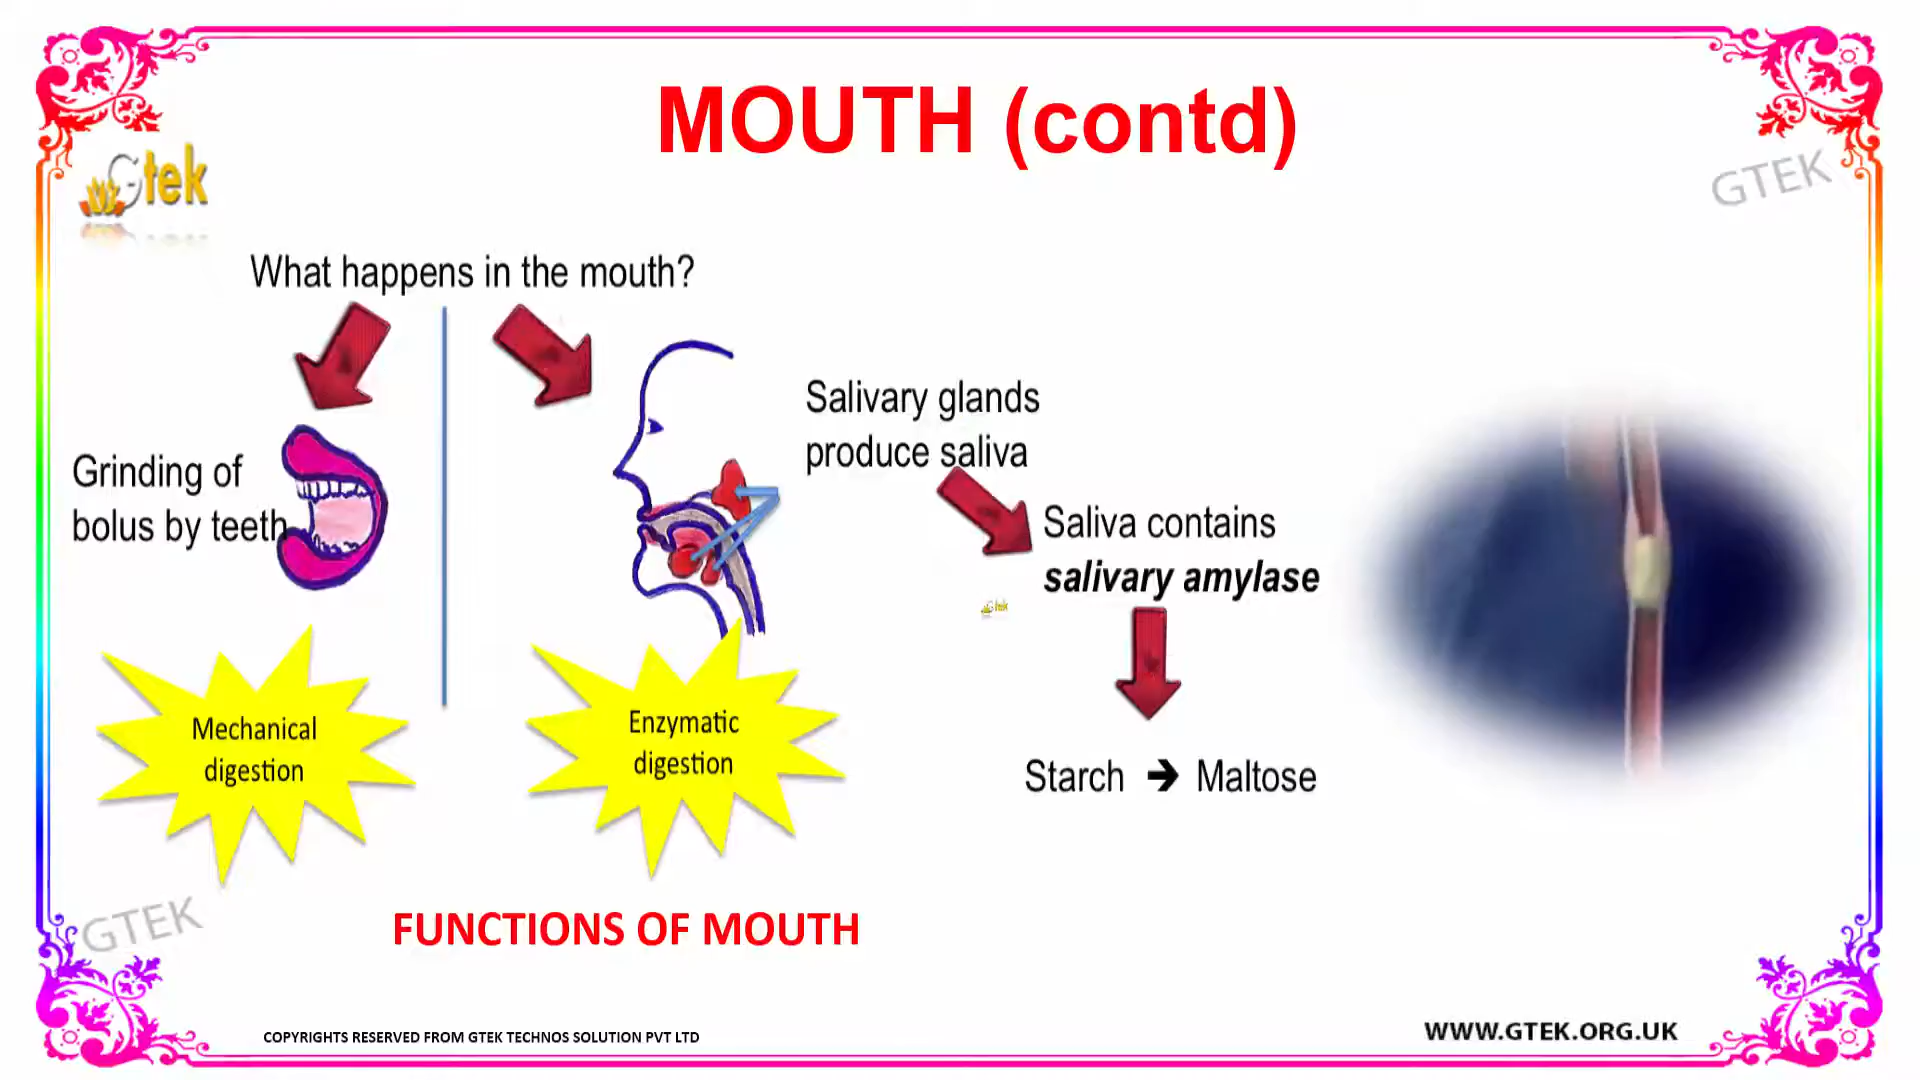 MOUTH (contd)
Gtek
GTEK
What happens in the mouth?
Grinding of
bolus by teeth
Salivary glands
produce saliva
Saliva contains
salivary amylase
Gtek
Starch ➔ Maltose
Mechanical
digestion
Enzymatic
digestion
GTEK
FUNCTIONS OF MOUTH
COPYRIGHTS RESERVED FROM GTEK TECHNOS SOLUTION PVT LTD
WWW.GTEK.ORG.UK